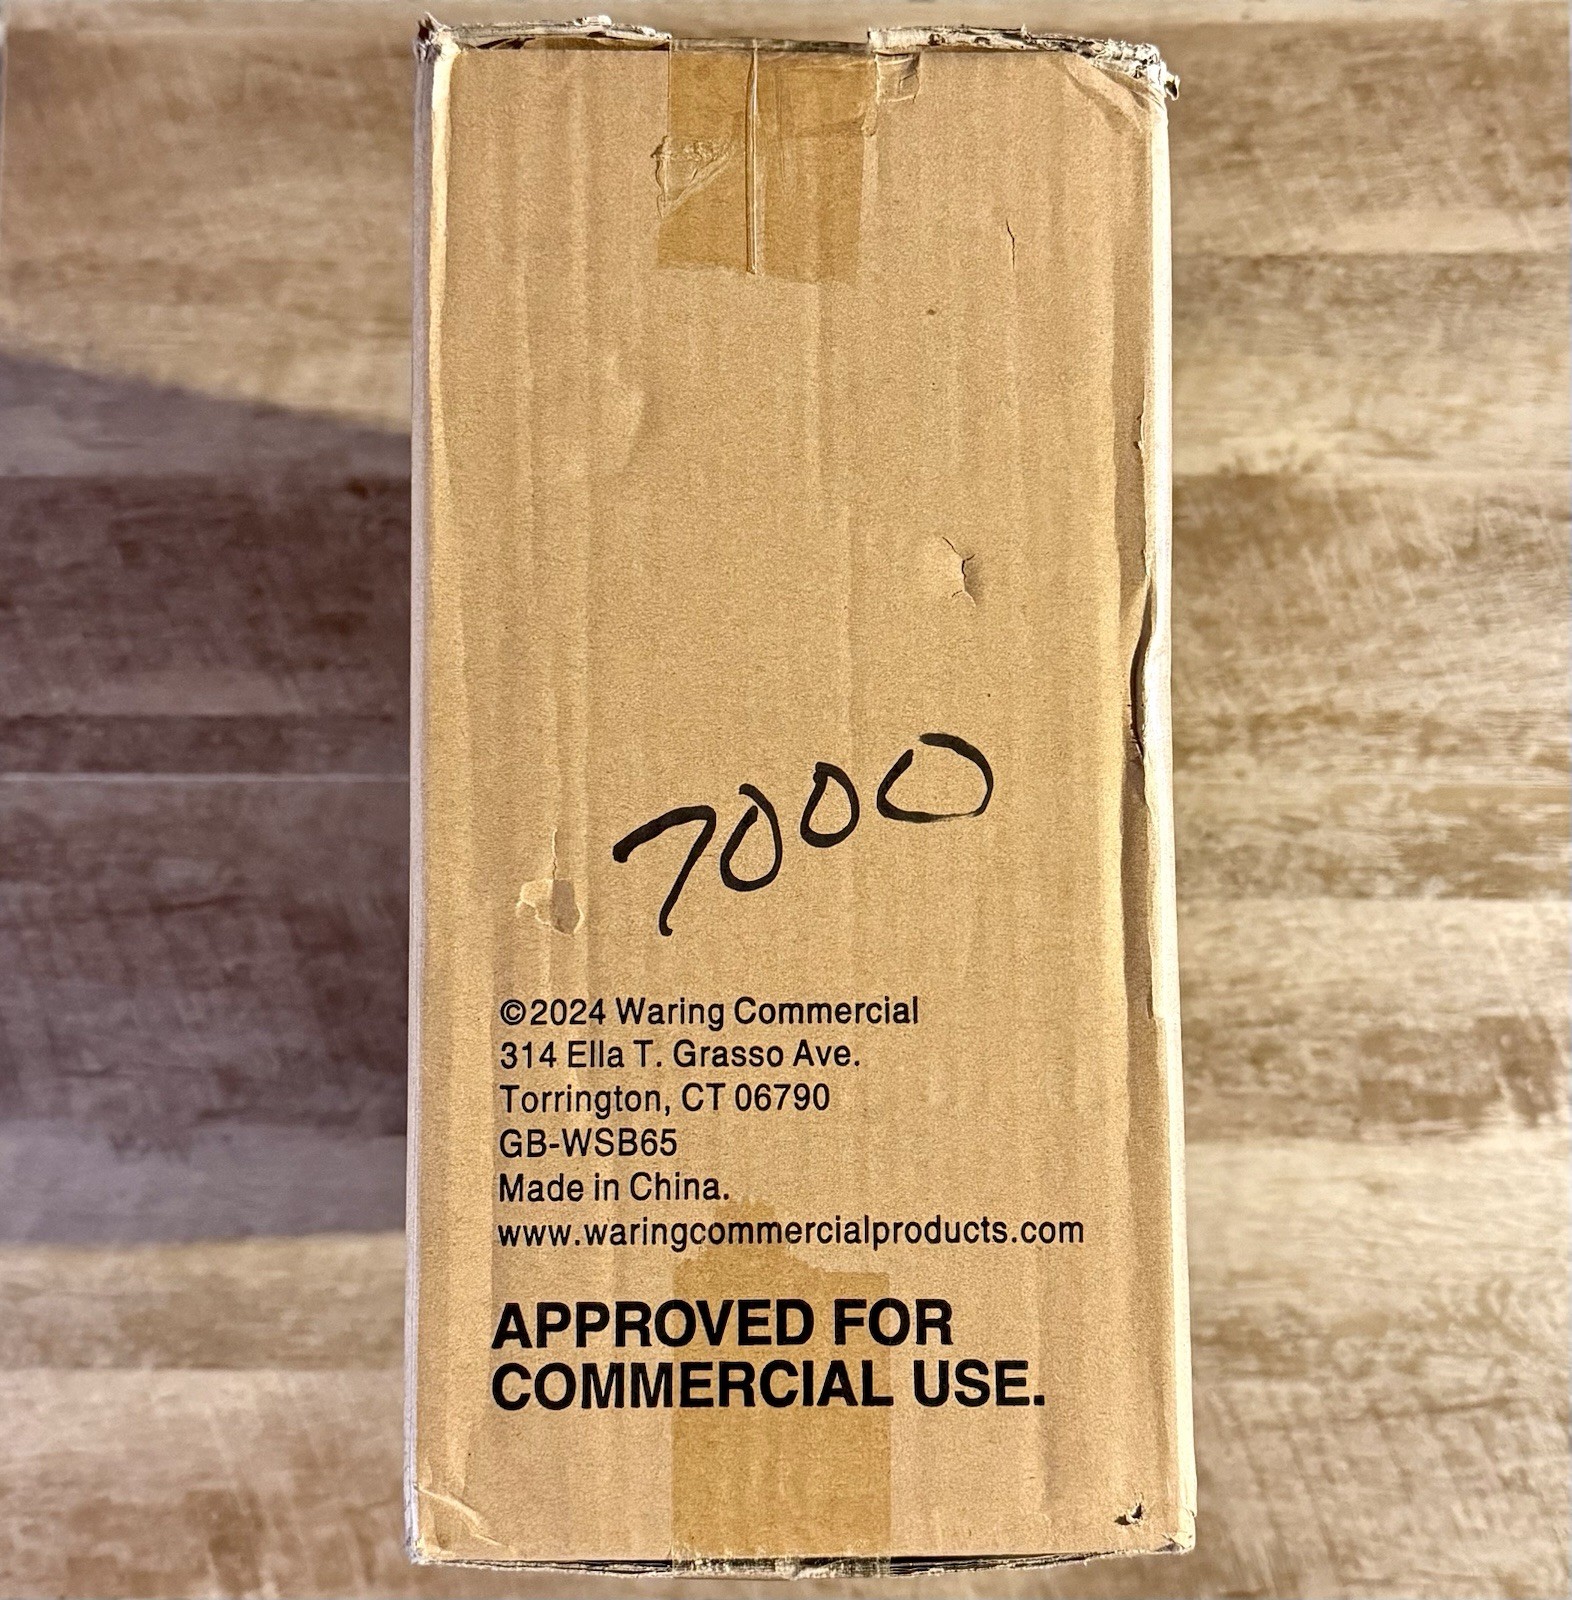 7000
©2024 Waring Commercial
314 Ella T. Grasso Ave.
Torrington, CT 06790
GB-WSB65
Made in China.
www.waringcommercialproducts.com
APPROVED FOR
COMMERCIAL USE.